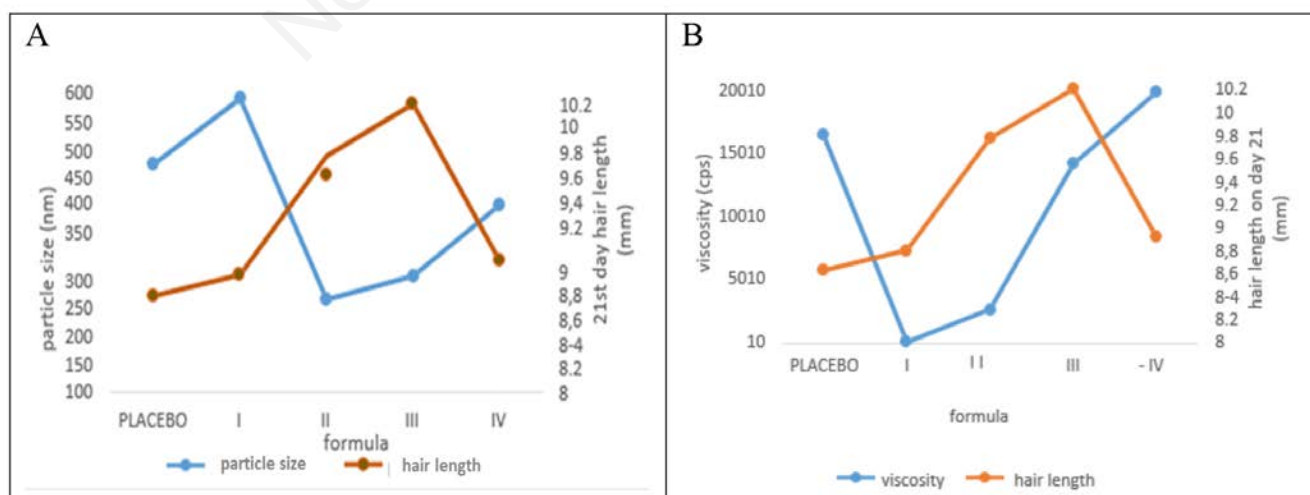 A
600
550
500
450
400
350
300
250
200
150
100
particle size (nm)
10.2
10
9.8
9.6
9,4
9.2
9
8,8
8,6
8-4
8.2
8
21st day hair length
(mm)
PLACEBO I II III IV
formula
particle size hair length
B
20010
15010
10010
5010
10
viscosity (cps)
10.2
10
9.8
9.6
9,4
9.2
9
8,8
8,6
8-4
8.2
8
hair length on day 21
(mm)
PLACEBO I I I III - IV
formula
viscosity hair length